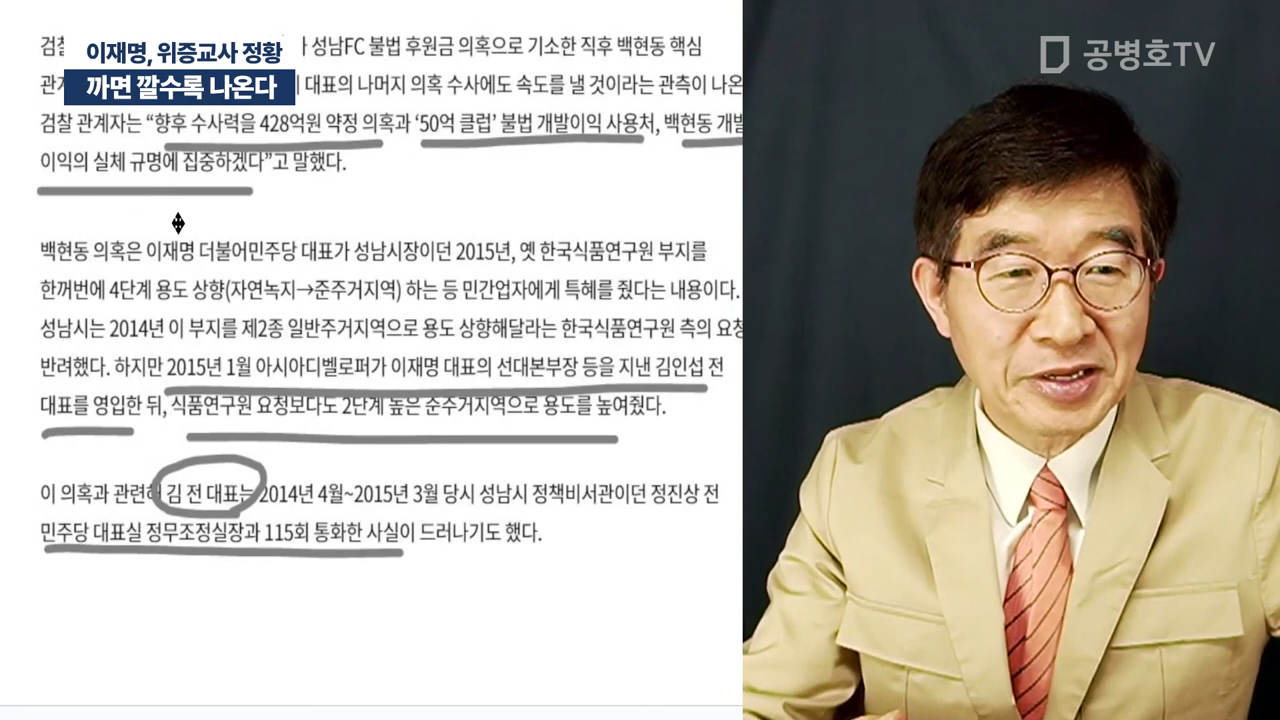 이재명, 위증교사 정황
까면 깔수록 나온다
공병호TV
성남FC 불법 후원금 의혹으로 기소한 직후 백현동 핵심
대표의 나머지 의혹 수사에도 속도를 낼 것이라는 관측이 나온
검찰 관계자는 “향후 수사력을 428억원 약정 의혹과 ‘50억 클럽’ 불법 개발이익 사용처, 백현동 개발
이익의 실체 규명에 집중하겠다”고 말했다.
백현동 의혹은 이재명 더불어민주당 대표가 성남시장이던 2015년, 옛 한국식품연구원 부지를
한꺼번에 4단계 용도 상향(자연녹지→준주거지역) 하는 등 민간업자에게 특혜를 줬다는 내용이다.
성남시는 2014년 이 부지를 제2종 일반주거지역으로 용도 상향해달라는 한국식품연구원 측의 요청
반려했다. 하지만 2015년 1월 아시아디벨로퍼가 이재명 대표의 선대본부장 등을 지낸 김인섭 전
대표를 영입한 뒤, 식품연구원 요청보다도 2단계 높은 준주거지역으로 용도를 높여줬다.
이 의혹과 관련해 김 전 대표는 2014년 4월~2015년 3월 당시 성남시 정책비서관이던 정진상 전
민주당 대표실 정무조정실장과 115회 통화한 사실이 드러나기도 했다.